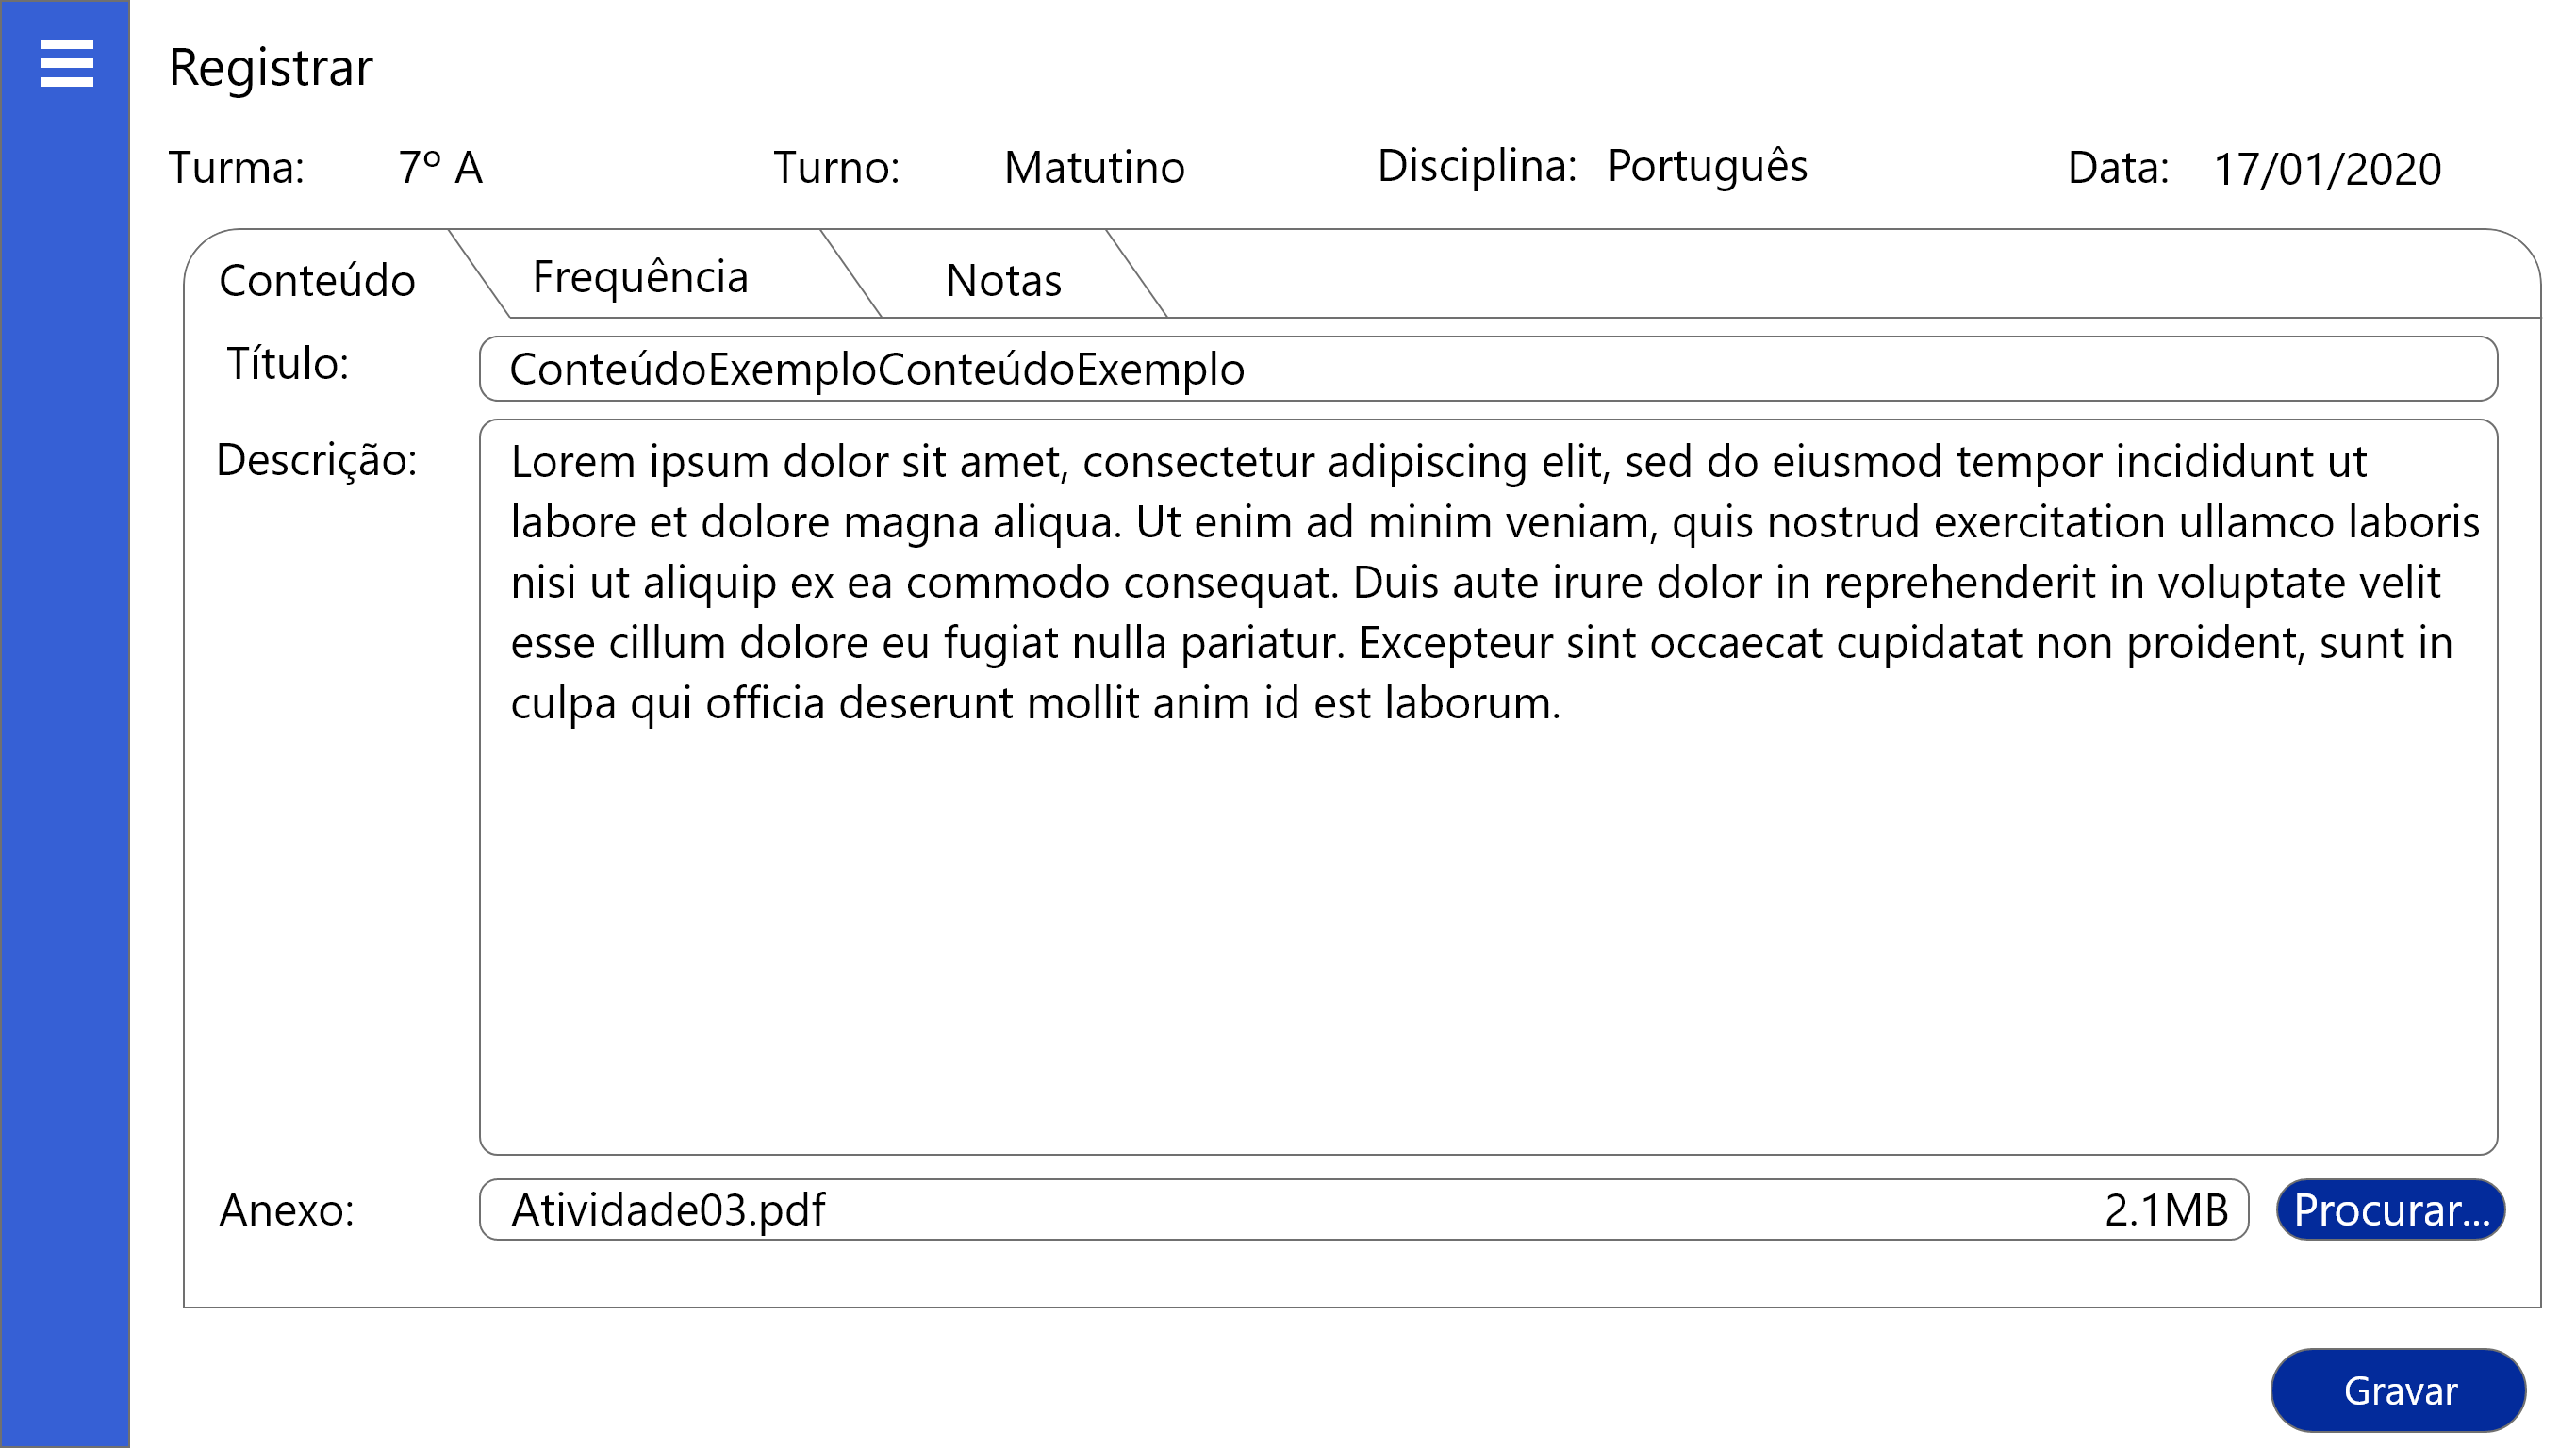 Registrar
Turma: 7º A Turno: Matutino Disciplina: Português Data: 17/01/2020
Conteúdo Frequência Notas
Título: ConteúdoExemploConteúdoExemplo
Descrição: Lorem ipsum dolor sit amet, consectetur adipiscing elit, sed do eiusmod tempor incididunt ut
labore et dolore magna aliqua. Ut enim ad minim veniam, quis nostrud exercitation ullamco laboris
nisi ut aliquip ex ea commodo consequat. Duis aute irure dolor in reprehenderit in voluptate velit
esse cillum dolore eu fugiat nulla pariatur. Excepteur sint occaecat cupidatat non proident, sunt in
culpa qui officia deserunt mollit anim id est laborum.
Anexo: Atividade03.pdf 2.1MB Procurar...
Gravar